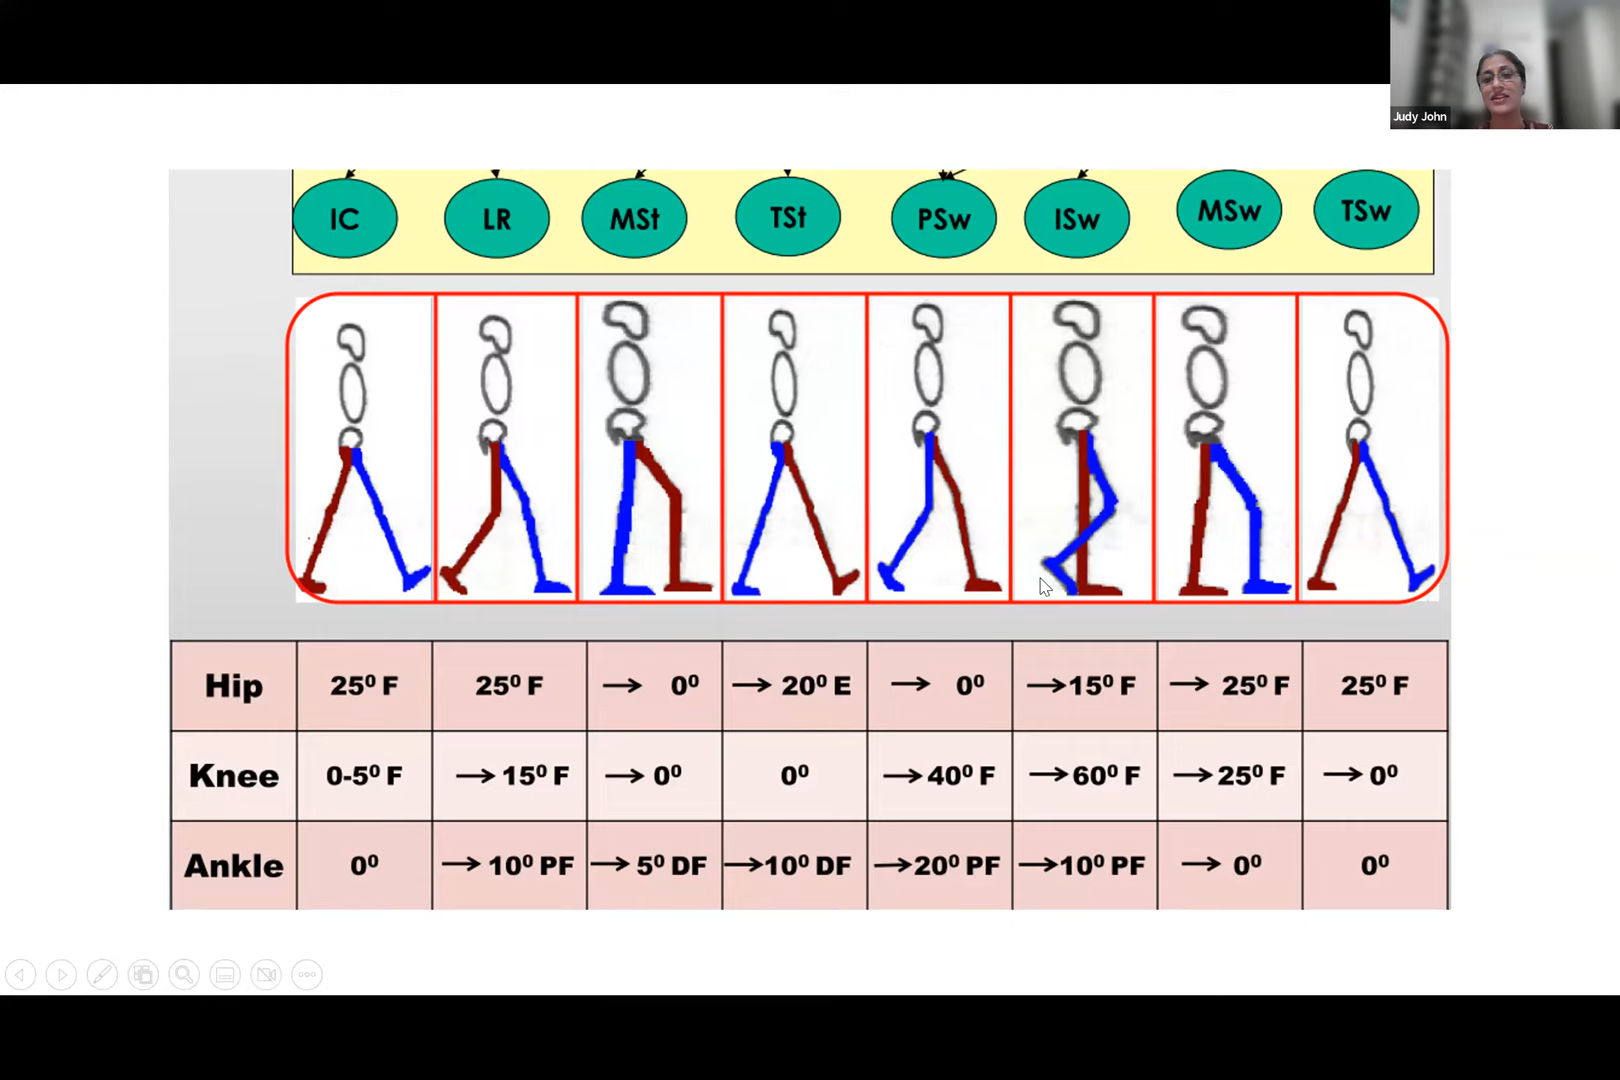 Judy John
IC LR MSt TSt PSw ISw MSw TSw
Hip 25⁰ F 25⁰ F → 0⁰ → 20⁰ E → 0⁰ →15⁰ F → 25⁰ F 25⁰ F
Knee 0-5⁰ F → 15⁰ F → 0⁰ 0⁰ →40⁰ F →60⁰ F →25⁰ F → 0⁰
Ankle 0⁰ → 10⁰ PF → 5⁰ DF →10⁰ DF →20⁰ PF →10⁰ PF → 0⁰ 0⁰